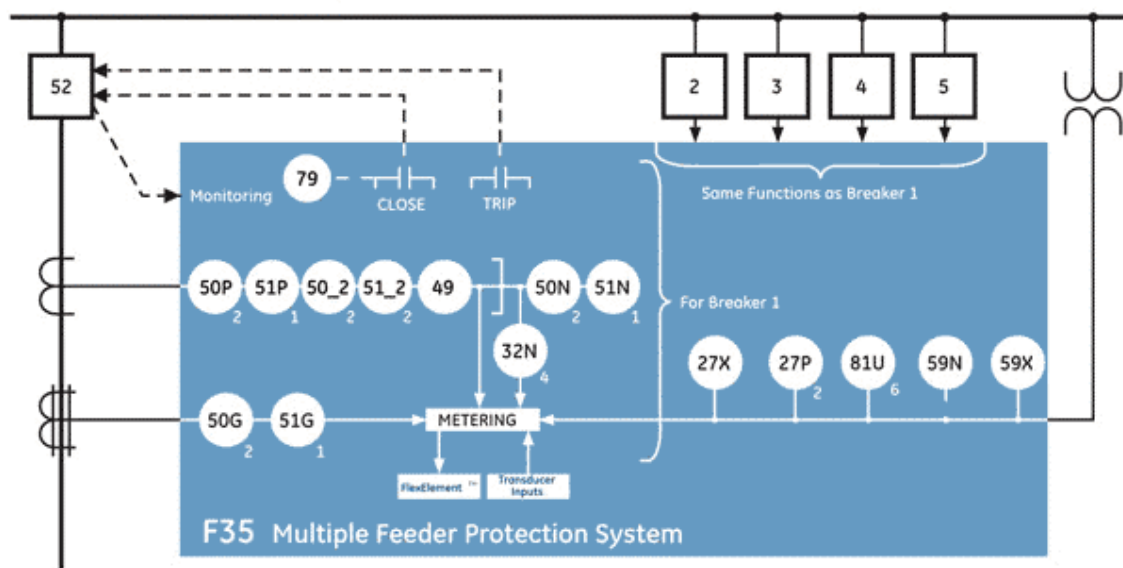 52
2 3 4 5
Monitoring 79 CLOSE TRIP
Same Functions as Breaker 1
50P 2 51P 1 50_2 2 51_2 2 49 50N 2 51N 1
For Breaker 1
32N 4
27X 27P 2 81U 6 59N 59X
50G 2 51G 1 METERING
FlexElement ™ Transducer
Inputs
F35 Multiple Feeder Protection System